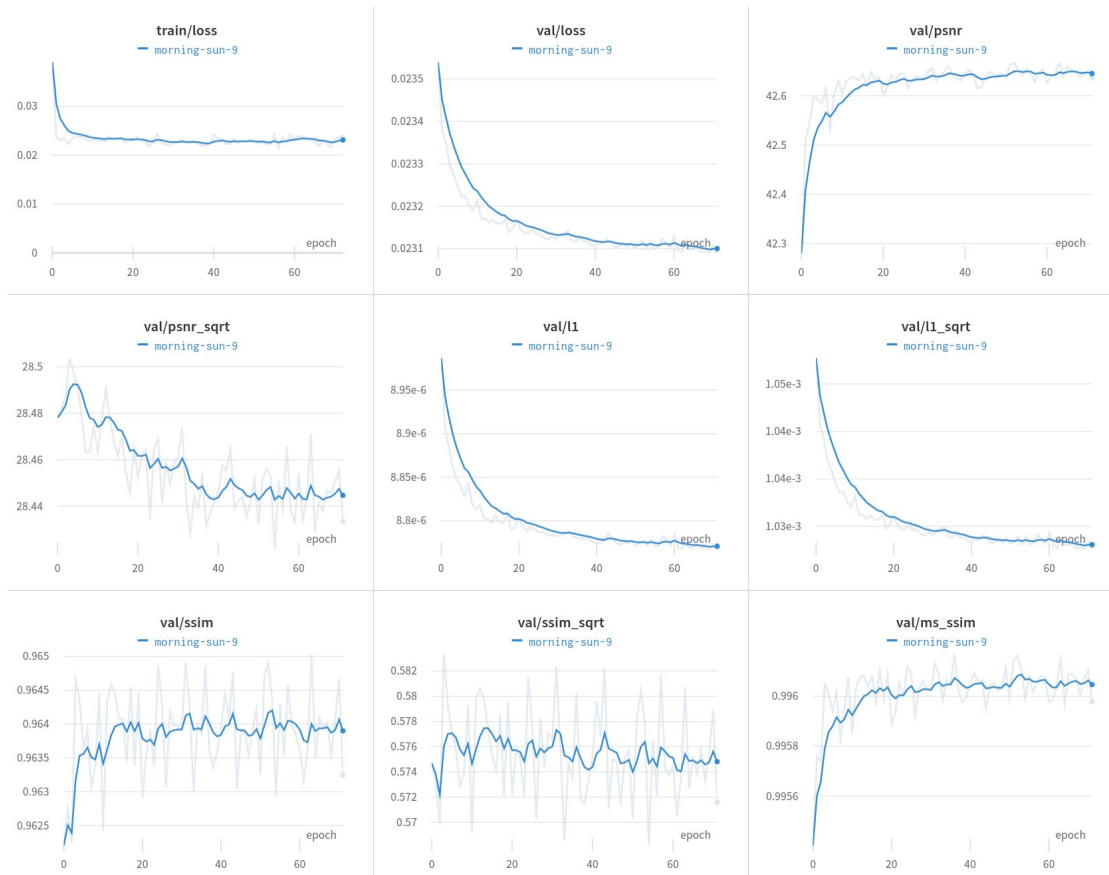 train/loss
morning-sun-9
0.03
0.02
0.01
0
epoch
0 20 40 60
val/loss
morning-sun-9
0.0235
0.0234
0.0233
0.0232
0.0231
epoch
0 20 40 60
val/psnr
morning-sun-9
42.6
42.5
42.4
42.3
epoch
0 20 40 60
val/psnr_sqrt
morning-sun-9
28.5
28.48
28.46
28.44
epoch
0 20 40 60
val/l1
morning-sun-9
8.95e-6
8.9e-6
8.85e-6
8.8e-6
epoch
0 20 40 60
val/l1_sqrt
morning-sun-9
1.05e-3
1.04e-3
1.04e-3
1.03e-3
epoch
0 20 40 60
val/ssim
morning-sun-9
0.965
0.9645
0.964
0.9635
0.963
0.9625
epoch
0 20 40 60
val/ssim_sqrt
morning-sun-9
0.582
0.58
0.578
0.576
0.574
0.572
0.57
epoch
0 20 40 60
val/ms_ssim
morning-sun-9
0.996
0.9958
0.9956
epoch
0 20 40 60